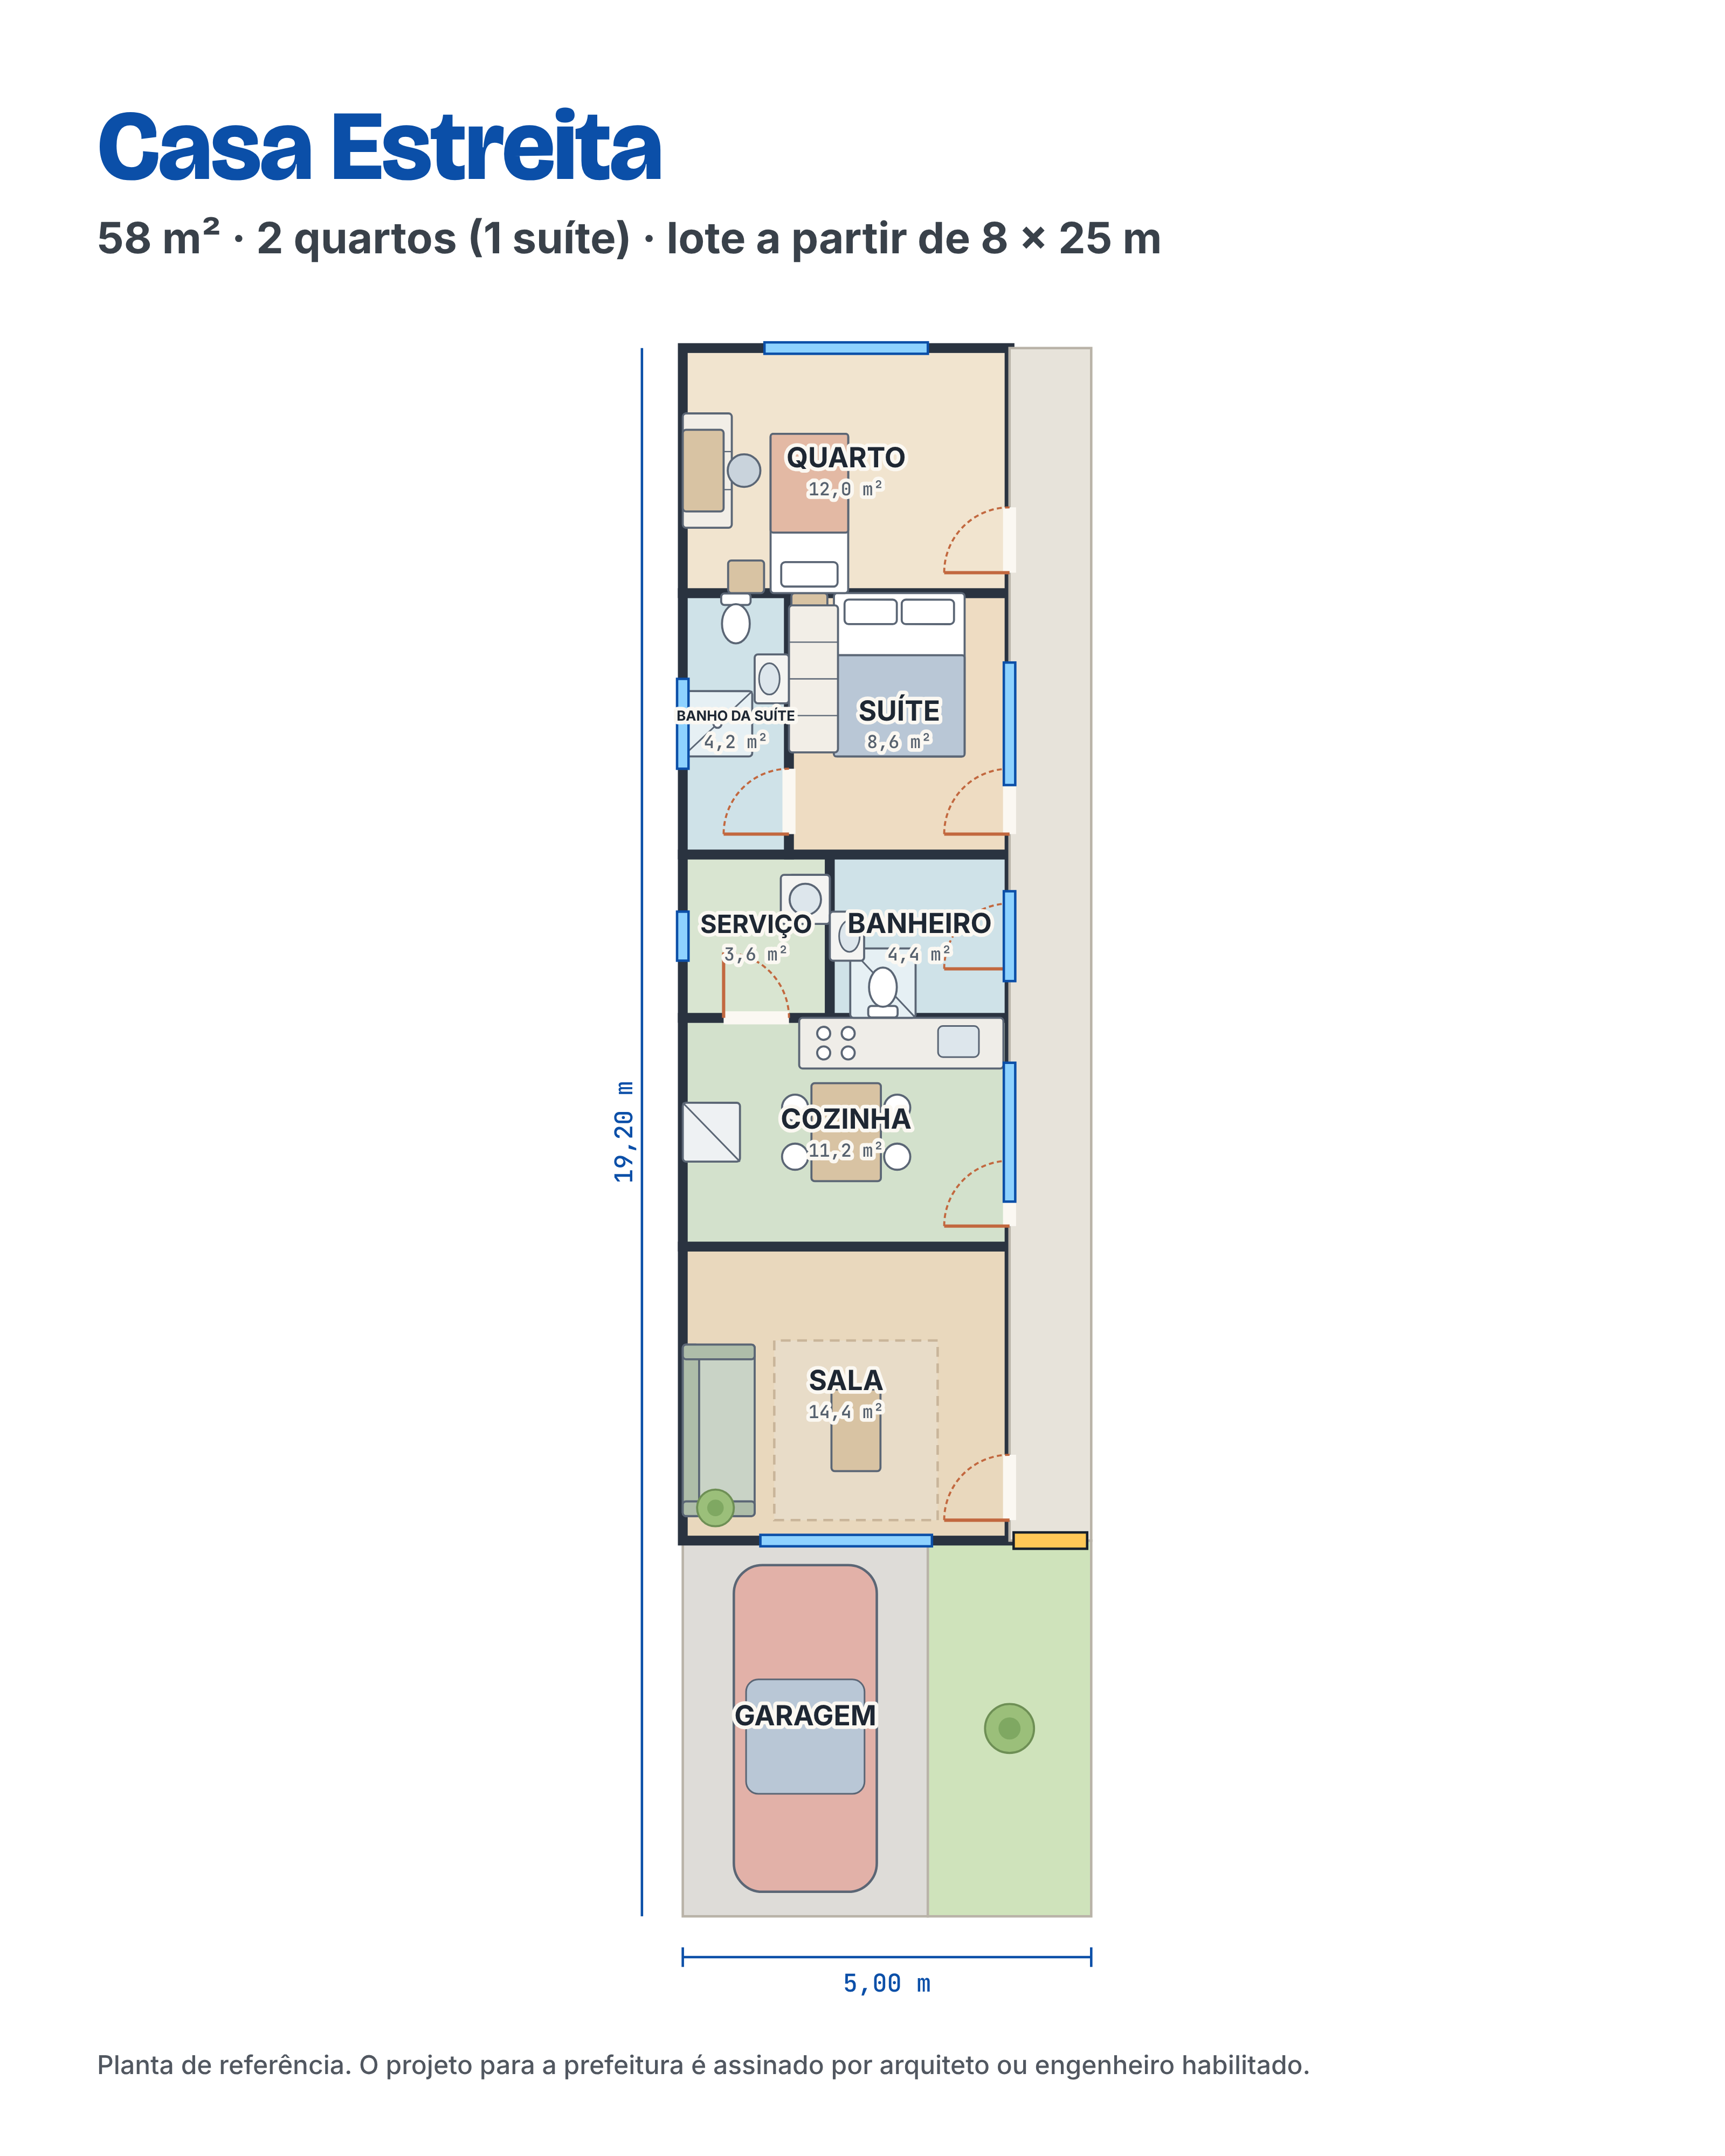 Casa Estreita
58 m² · 2 quartos (1 suíte) · lote a partir de 8 × 25 m
QUARTO
12,0 m²
SUÍTE
8,6 m²
BANHO DA SUÍTE
4,2 m²
SERVIÇO
3,6 m²
BANHEIRO
4,4 m²
COZINHA
11,2 m²
19,20 m
SALA
14,4 m²
GARAGEM
5,00 m
Planta de referência. O projeto para a prefeitura é assinado por arquiteto ou engenheiro habilitado.